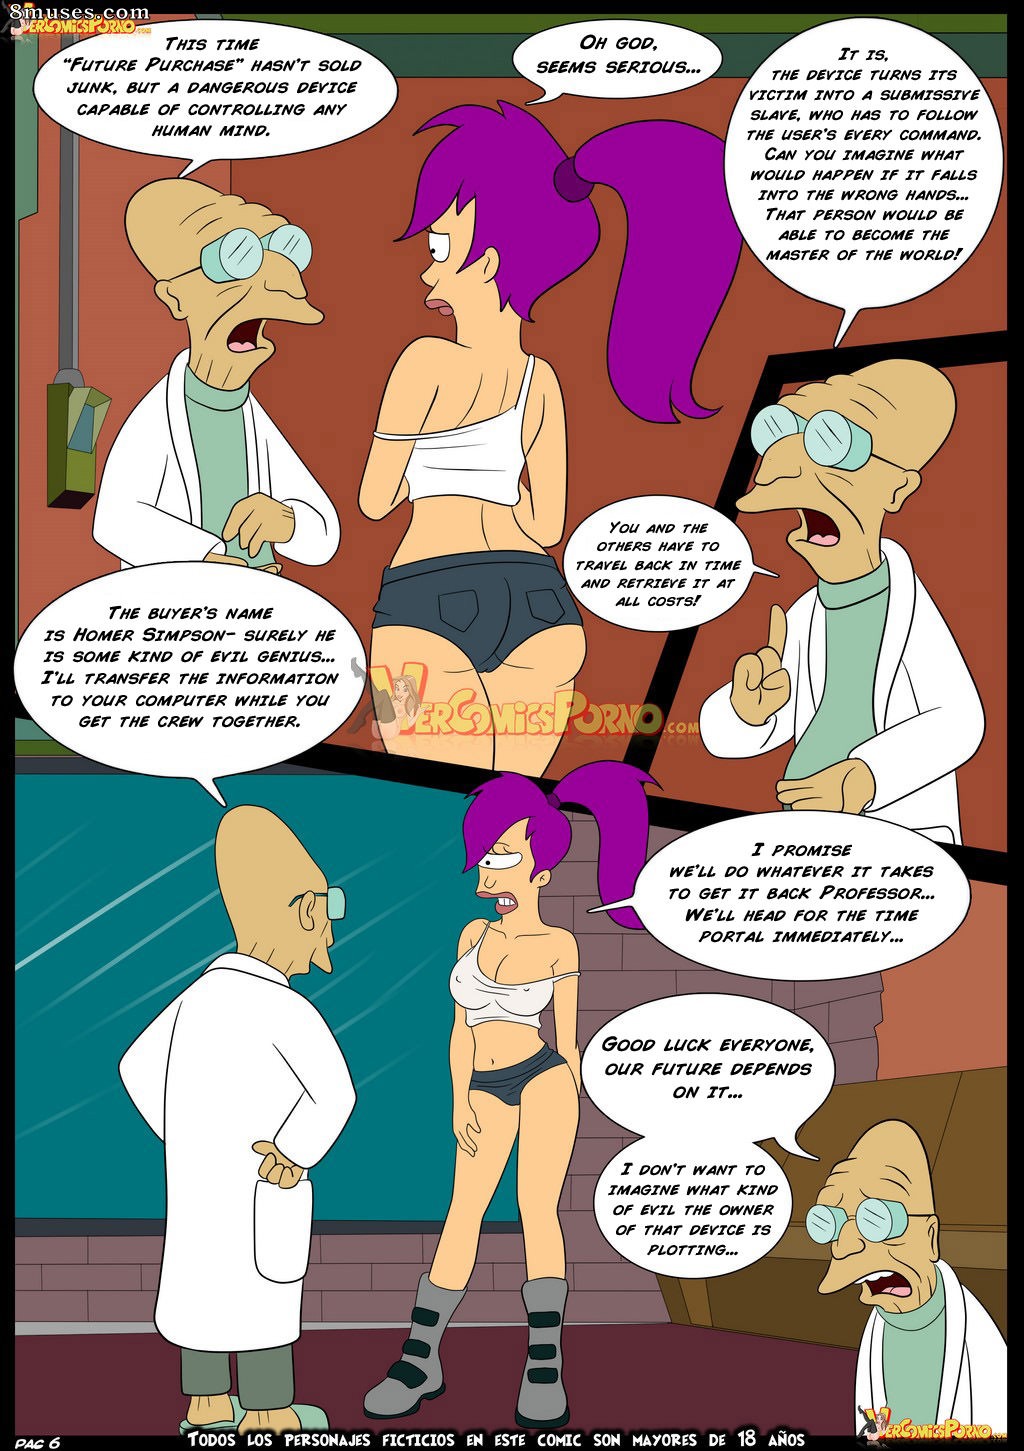 8muses.com
VerComicsPorno.com
This time
"Future Purchase" hasn't sold
junk, but a dangerous device
capable of controlling any
human mind.
Oh god,
seems serious...
It is,
the device turns its
victim into a submissive
slave, who has to follow
the user's every command.
Can you imagine what
would happen if it falls
into the wrong hands...
That person would be
able to become the
master of the world!
You and the
others have to
travel back in time
and retrieve it at
all costs!
The buyer's name
is Homer Simpson- surely he
is some kind of evil genius...
I'll transfer the information
to your computer while you
get the crew together.
VerComicsPorno.com
I promise
we'll do whatever it takes
to get it back Professor...
We'll head for the time
portal immediately...
Good luck everyone,
our future depends
on it...
I don't want to
imagine what kind
of evil the owner
of that device is
plotting...
pag 6
Todos los personajes ficticios en este comic son mayores de 18 años
VerComicsPorno.com